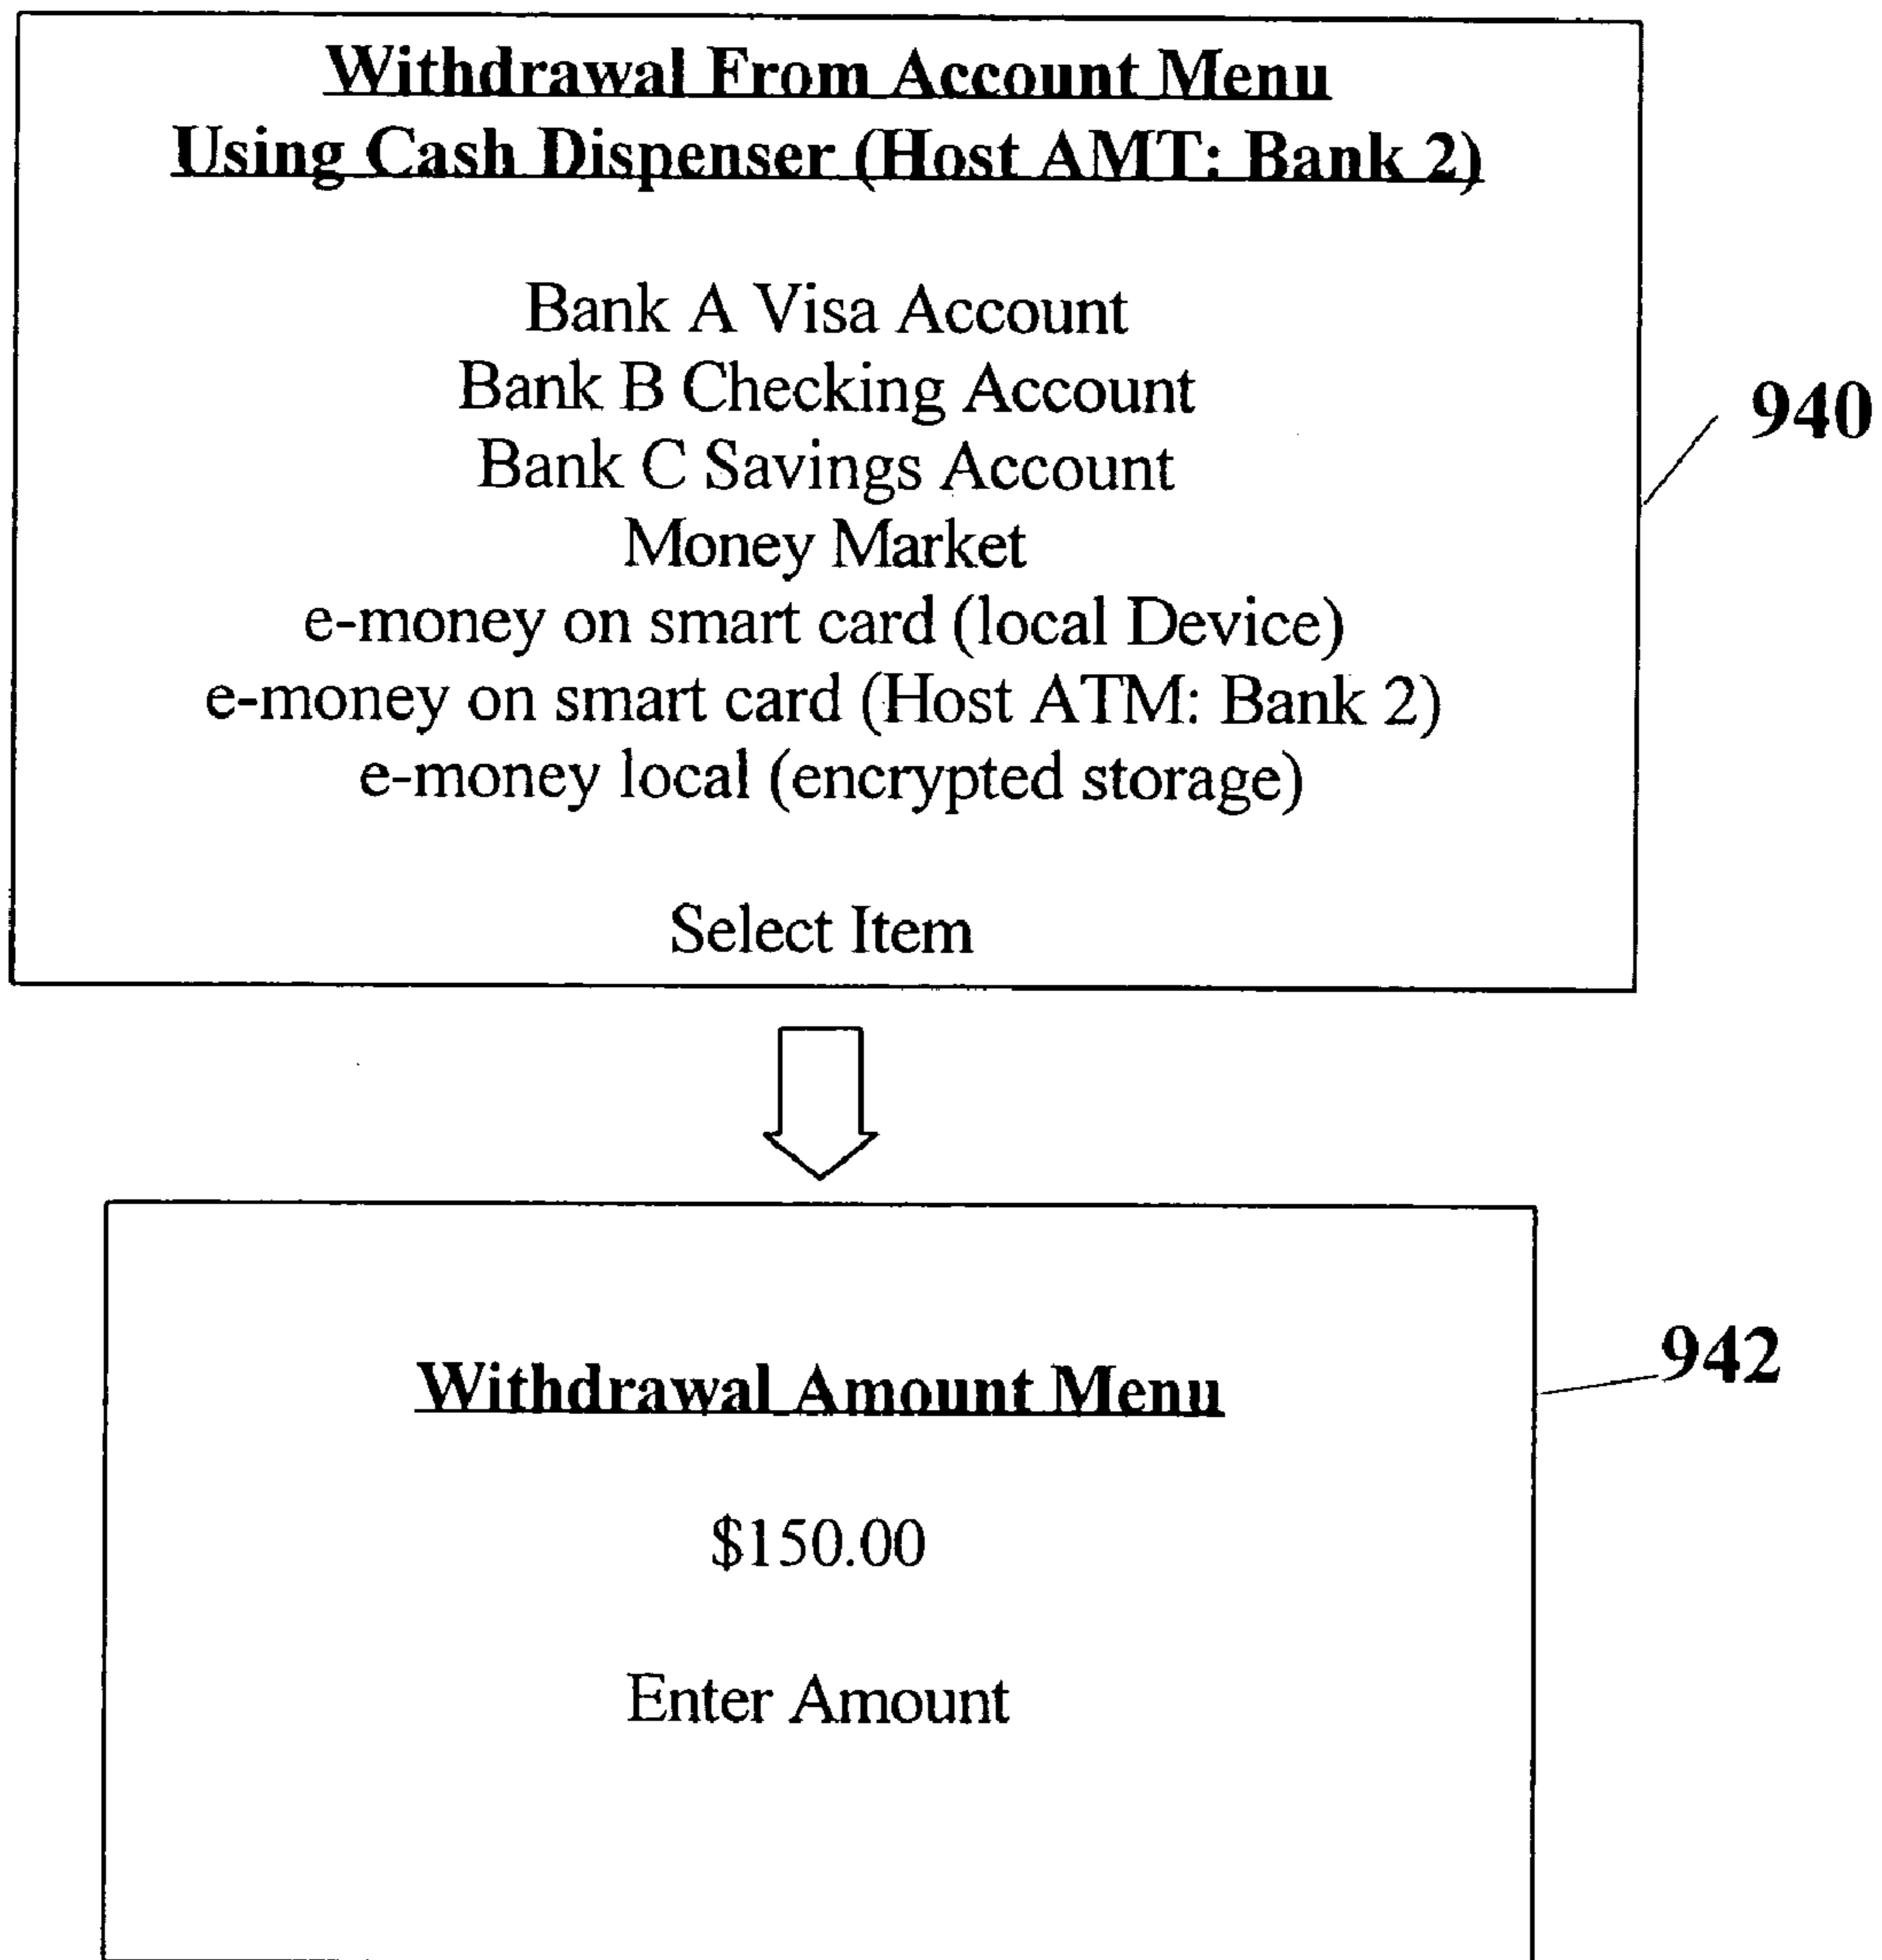 Withdrawal From Account Menu
Using Cash Dispenser (Host AMT: Bank 2)
Bank A Visa Account
Bank B Checking Account
Bank C Savings Account
Money Market
e-money on smart card (local Device)
e-money on smart card (Host ATM: Bank 2)
e-money local (encrypted storage)
Select Item
940
Withdrawal Amount Menu
$150.00
Enter Amount
942